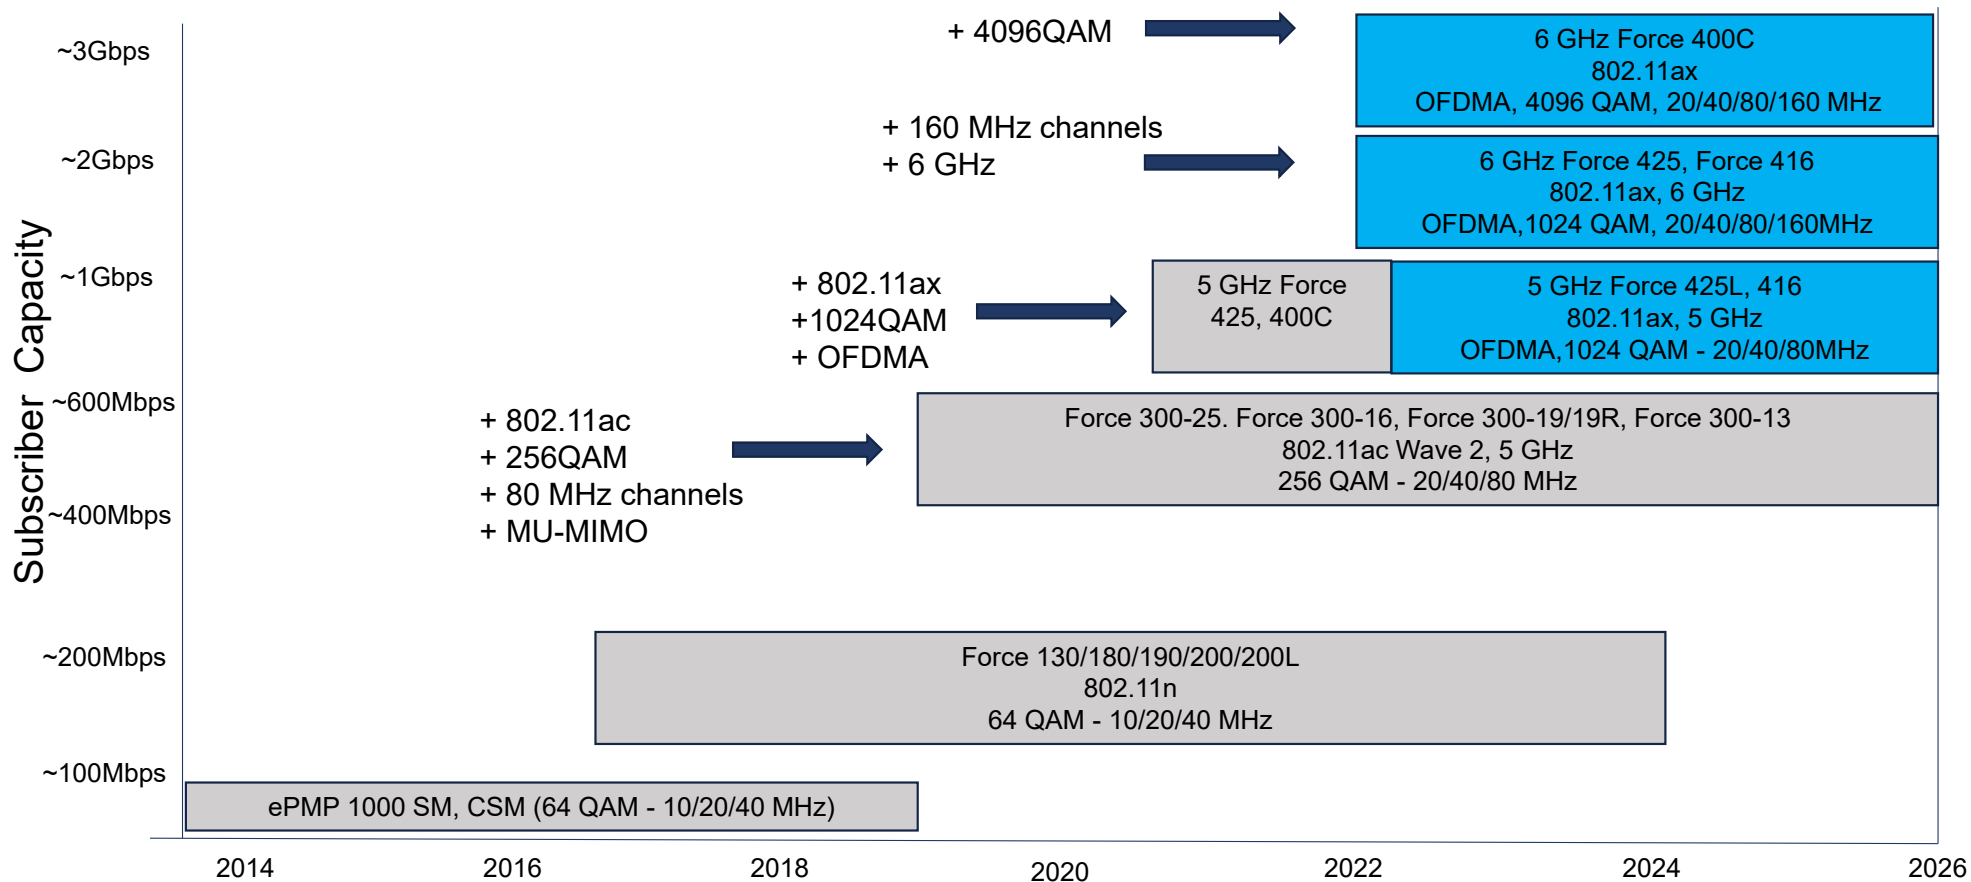 + 4096QAM
~3Gbps
6 GHz Force 400C
802.11ax
OFDMA, 4096 QAM, 20/40/80/160 MHz
+ 160 MHz channels
+ 6 GHz
~2Gbps
6 GHz Force 425, Force 416
802.11ax, 6 GHz
OFDMA,1024 QAM, 20/40/80/160MHz
Subscriber Capacity
~1Gbps
+ 802.11ax
+1024QAM
+ OFDMA
5 GHz Force
425, 400C
5 GHz Force 425L, 416
802.11ax, 5 GHz
OFDMA,1024 QAM - 20/40/80MHz
~600Mbps
+ 802.11ac
+ 256QAM
+ 80 MHz channels
+ MU-MIMO
Force 300-25. Force 300-16, Force 300-19/19R, Force 300-13
802.11ac Wave 2, 5 GHz
256 QAM - 20/40/80 MHz
~400Mbps
~200Mbps
Force 130/180/190/200/200L
802.11n
64 QAM - 10/20/40 MHz
~100Mbps
ePMP 1000 SM, CSM (64 QAM - 10/20/40 MHz)
2014
2016
2018
2020
2022
2024
2026